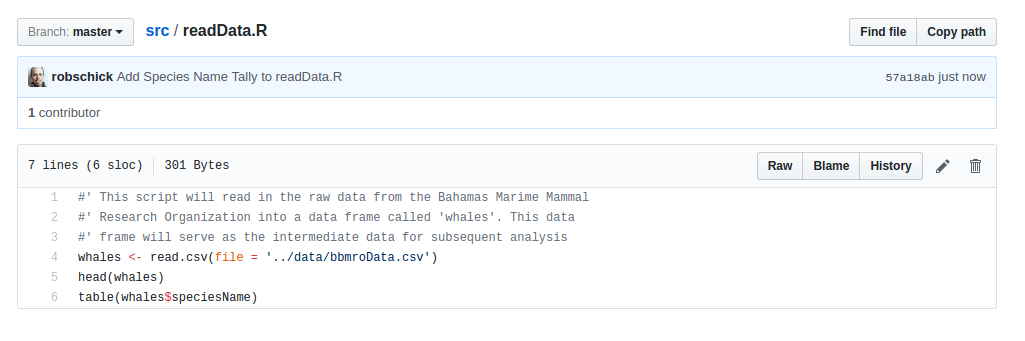 Branch: master src / readData.R Find file Copy path
robschick Add Species Name Tally to readData.R 57a18ab just now
1 contributor
7 lines (6 sloc) 301 Bytes Raw Blame History
1 #' This script will read in the raw data from the Bahamas Marime Mammal
2 #' Research Organization into a data frame called 'whales'. This data
3 #' frame will serve as the intermediate data for subsequent analysis
4 whales <- read.csv(file = '../data/bbmroData.csv')
5 head(whales)
6 table(whales$speciesName)